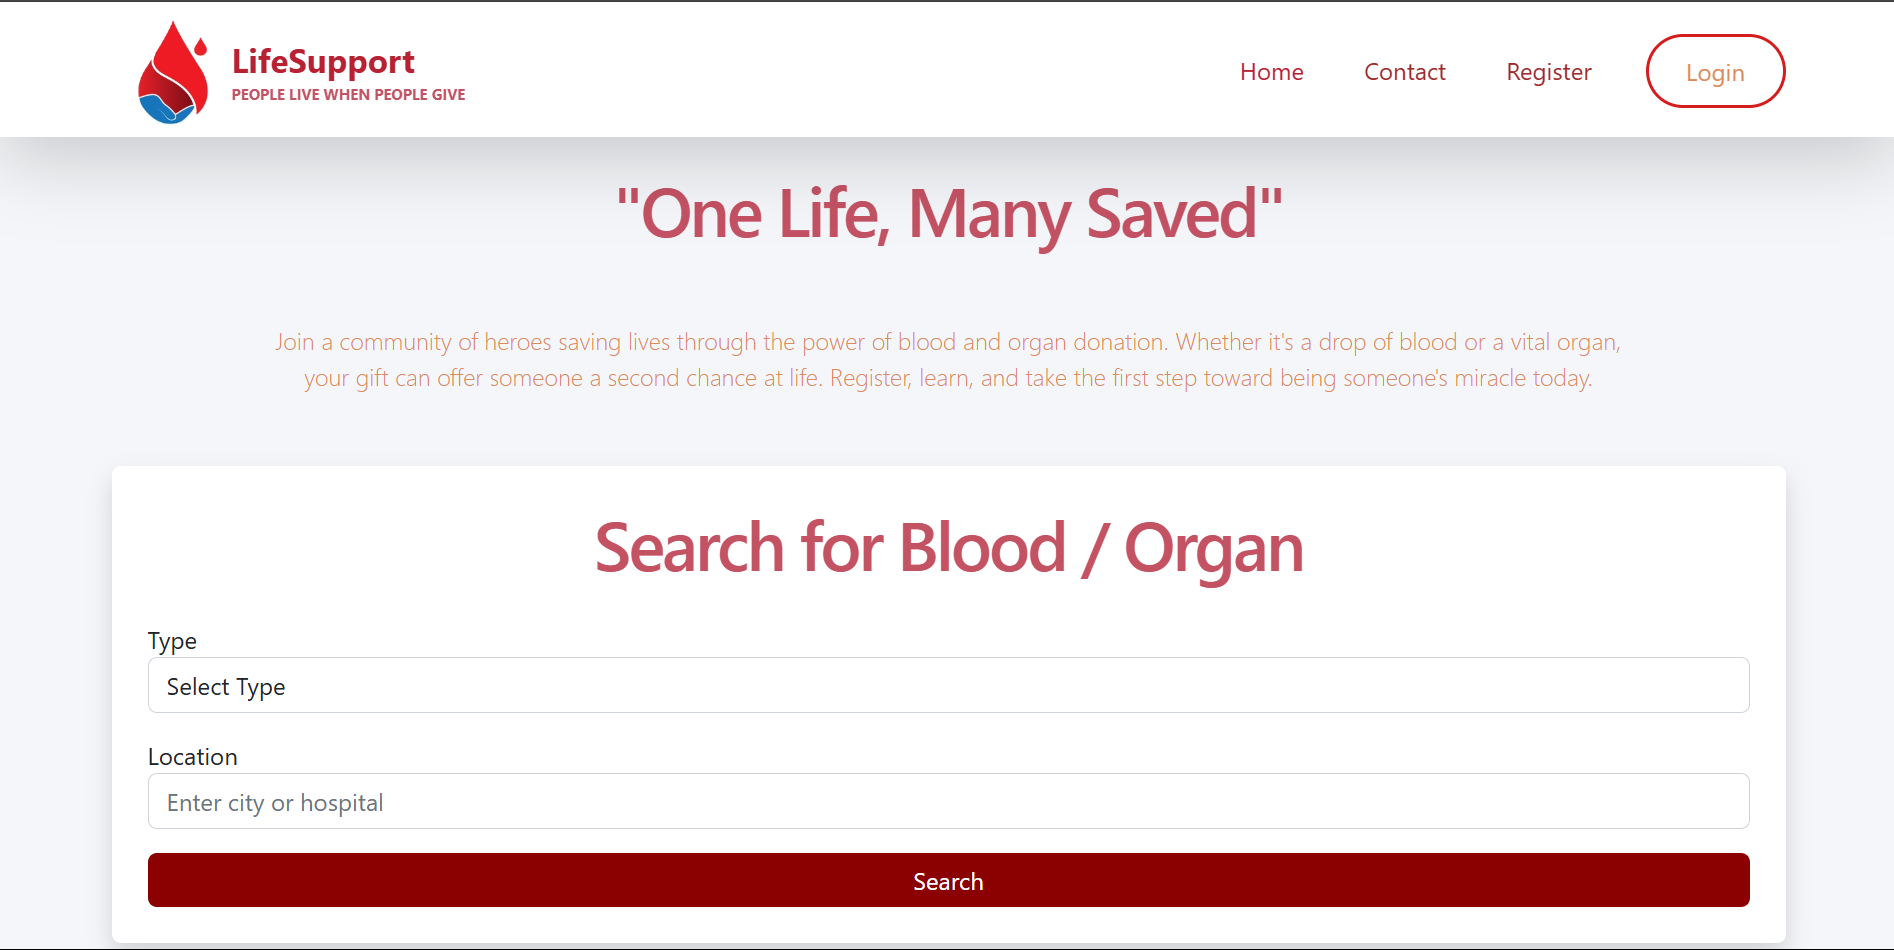 LifeSupport
PEOPLE LIVE WHEN PEOPLE GIVE
Home
Contact
Register
Login
"One Life, Many Saved"
Join a community of heroes saving lives through the power of blood and organ donation. Whether it's a drop of blood or a vital organ,
your gift can offer someone a second chance at life. Register, learn, and take the first step toward being someone's miracle today.
Search for Blood / Organ
Type
Select Type
Location
Enter city or hospital
Search